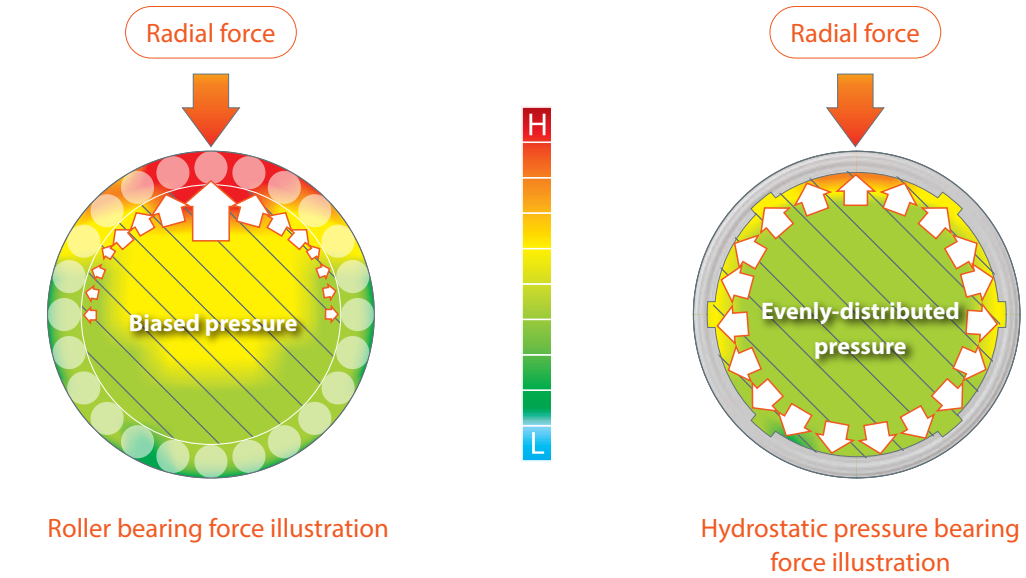 Radial force
Radial force
H
L
Biased pressure
Evenly-distributed
pressure
Roller bearing force illustration
Hydrostatic pressure bearing
force illustration